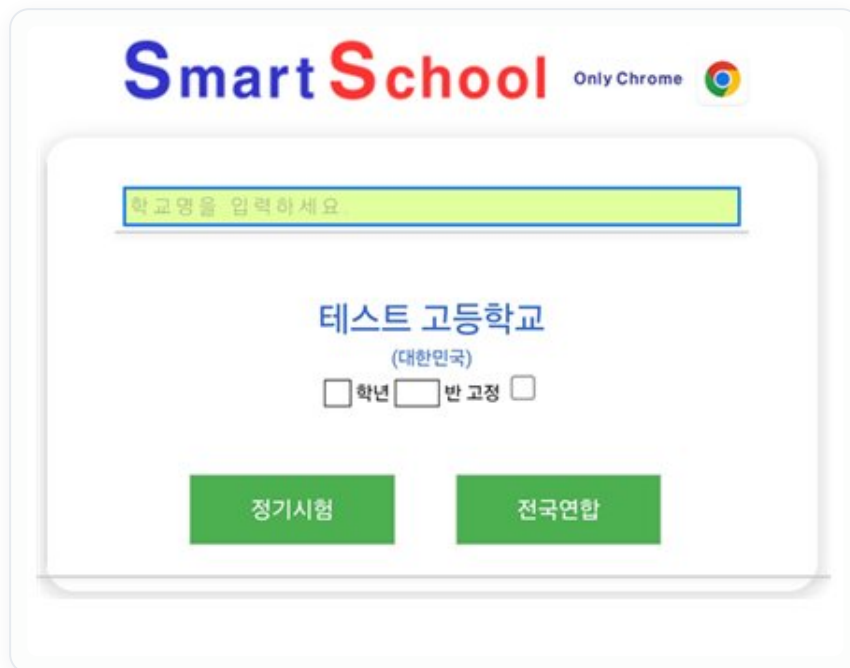 Smart School Only Chrome
학교명을 입력하세요
테스트 고등학교
(대한민국)
학년 반 고정
정기시험 전국연합